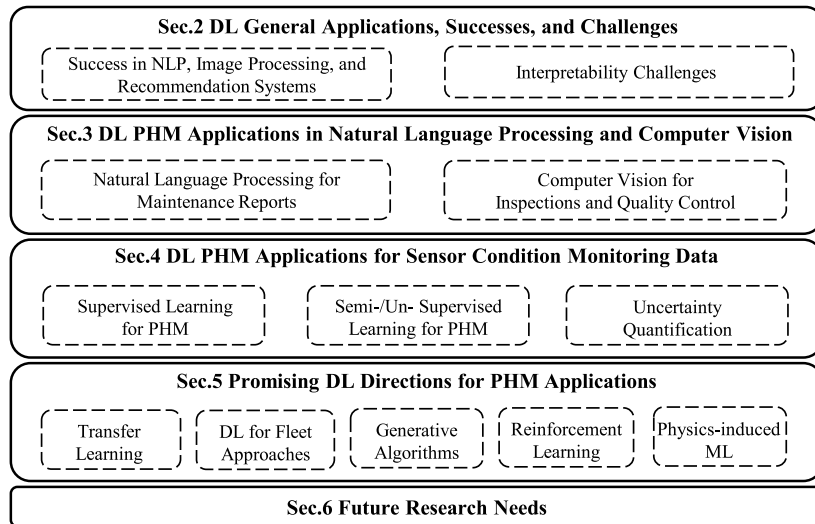 Sec.2 DL General Applications, Successes, and Challenges
Success in NLP, Image Processing, and
Recommendation Systems
Interpretability Challenges
Sec.3 DL PHM Applications in Natural Language Processing and Computer Vision
Natural Language Processing for
Maintenance Reports
Computer Vision for
Inspections and Quality Control
Sec.4 DL PHM Applications for Sensor Condition Monitoring Data
Supervised Learning
for PHM
Semi-/Un- Supervised
Learning for PHM
Uncertainty
Quantification
Sec.5 Promising DL Directions for PHM Applications
Transfer
Learning
DL for Fleet
Approaches
Generative
Algorithms
Reinforcement
Learning
Physics-induced
ML
Sec.6 Future Research Needs